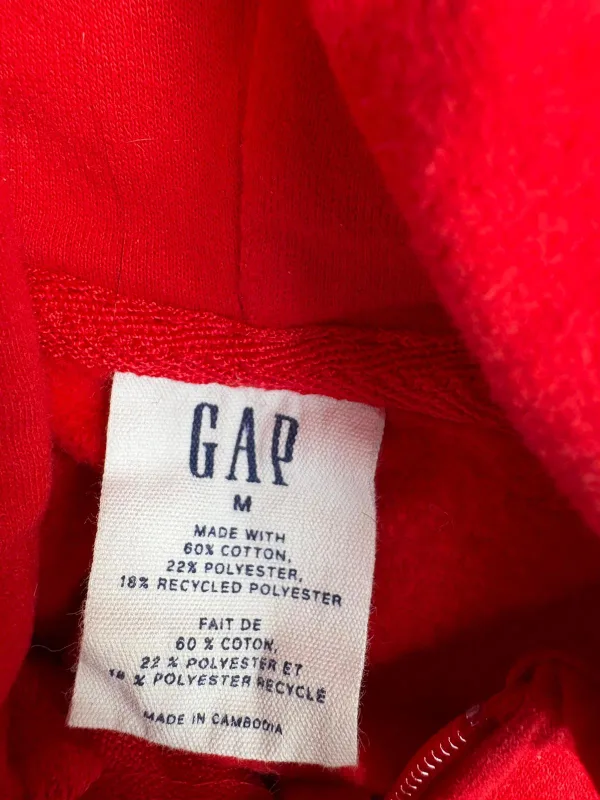 GAP
M
MADE WITH
60% COTTON,
22% POLYESTER,
18% RECYCLED POLYESTER
FAIT DE
60 % COTON,
22 % POLYESTER ET
18 % POLYESTER RECYCLÉ
MADE IN CAMBODIA